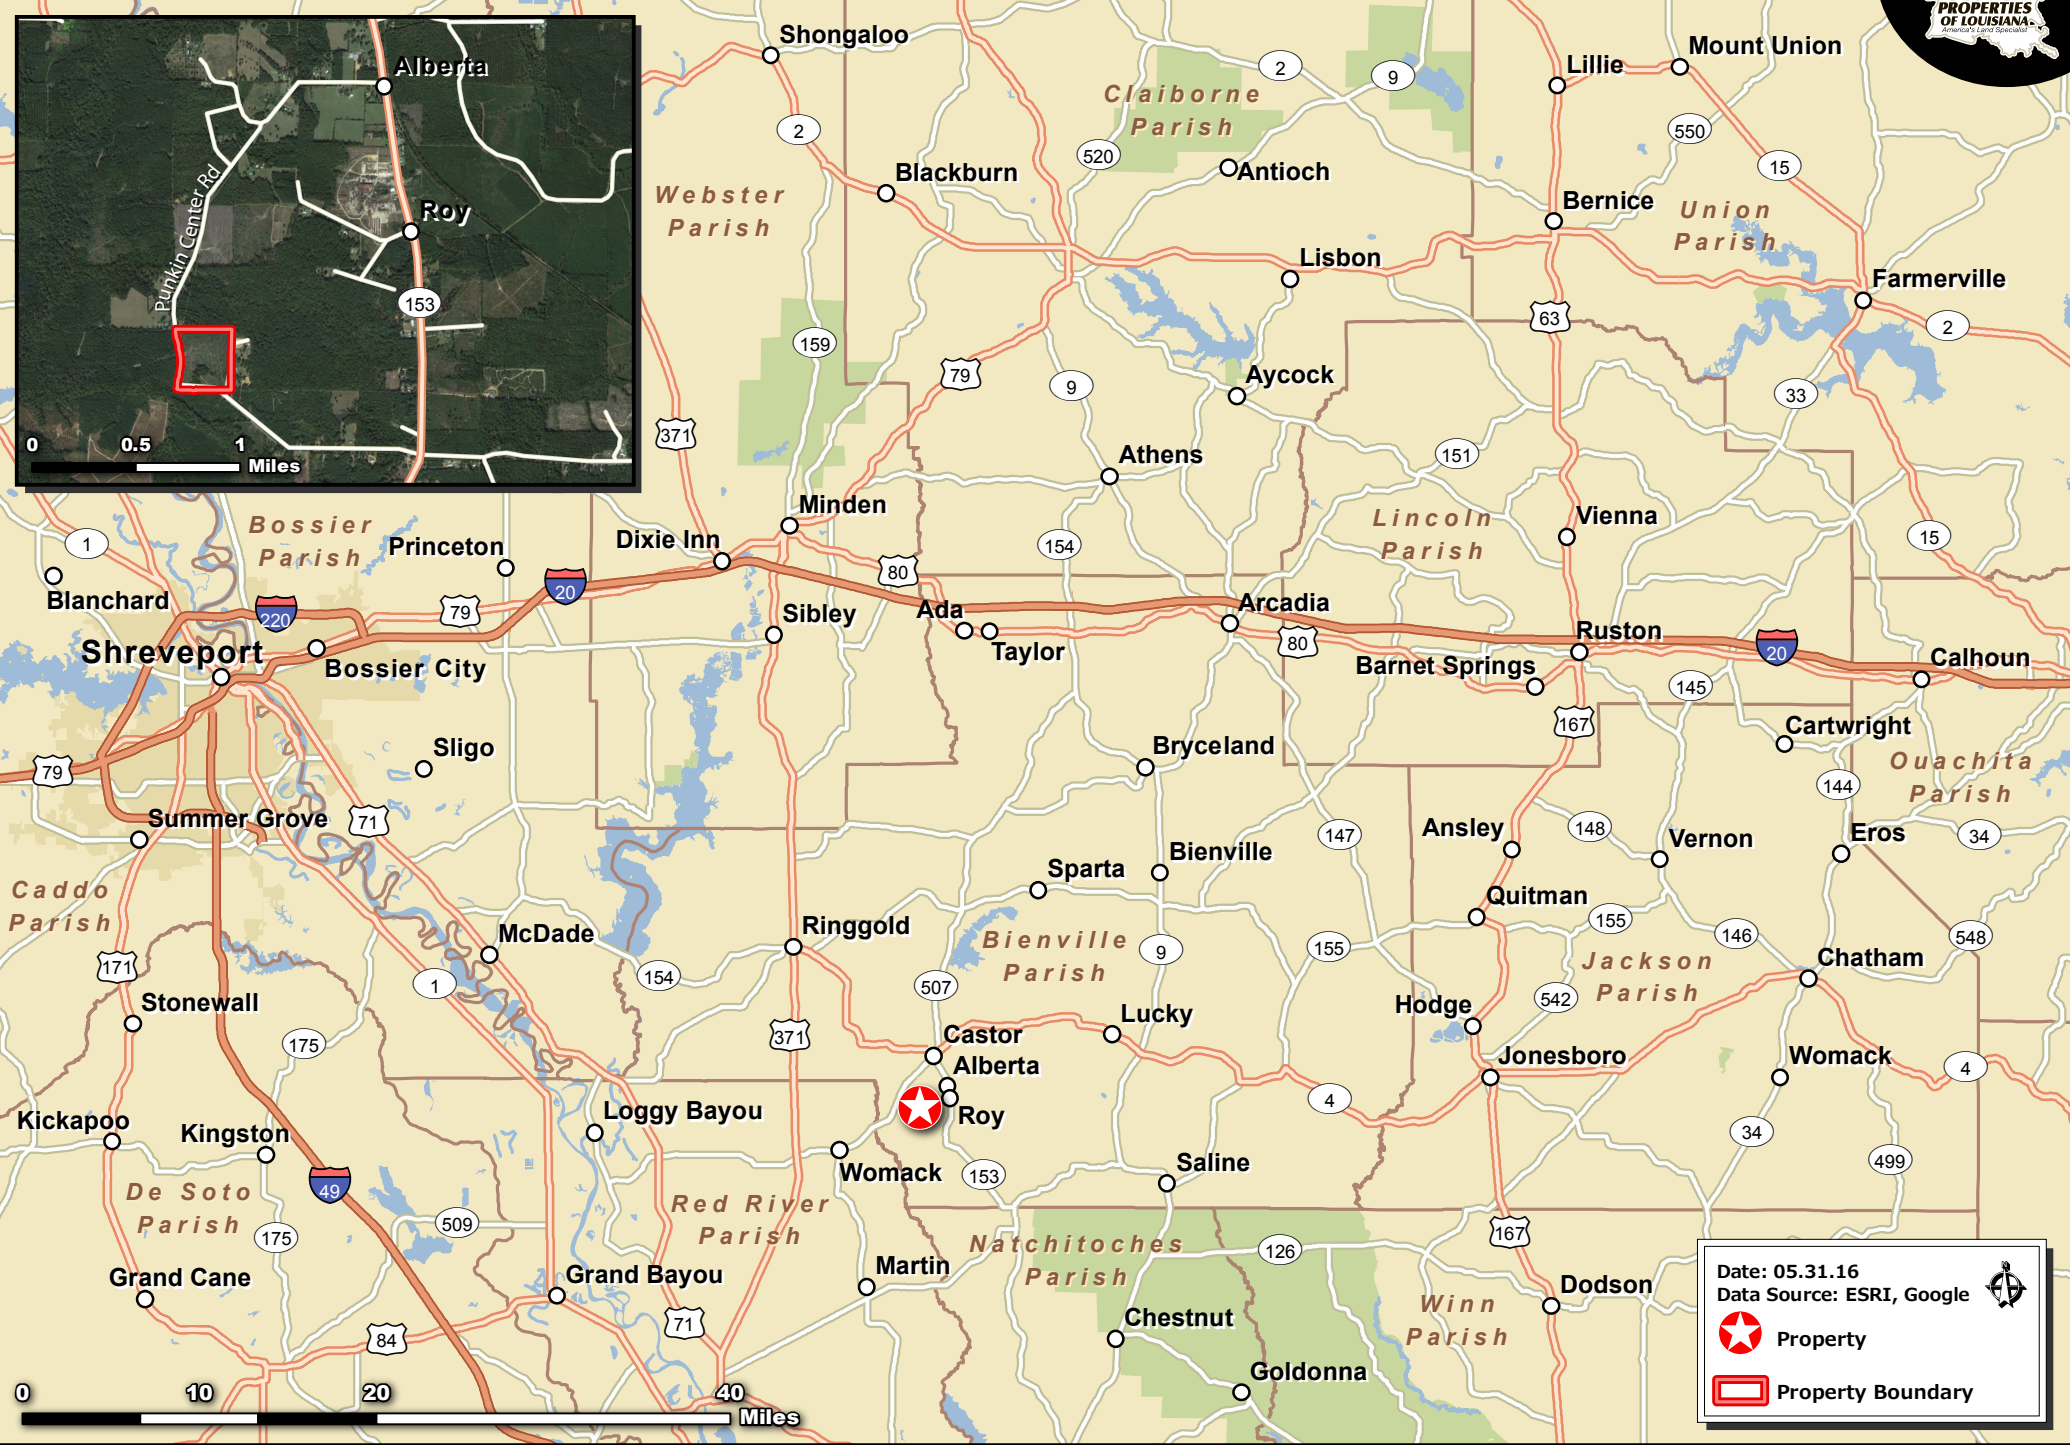 PROPERTIES
OF LOUISIANA
America's Land Specialist
Shongaloo
Mount Union
Lillie
Alberta
2
9
Claiborne
Parish
2
550
520
15
Blackburn
Antioch
Punkin Center Rd
Webster
Parish
Bernice
Union
Parish
Roy
Lisbon
Farmerville
153
63
2
159
79
9
Aycock
33
371
0 0.5 1
Miles
Athens
151
Minden
Bossier
Parish
Vienna
Lincoln
Parish
1
Princeton
Dixie Inn
154
15
80
Blanchard
20
220
79
Sibley
Ada
Arcadia
80
Ruston
20
Shreveport
Bossier City
Taylor
Barnet Springs
Calhoun
145
167
Cartwright
Sligo
Bryceland
79
Ouachita
Parish
144
Summer Grove
71
147
Ansley
148
Vernon
Eros
34
Bienville
Sparta
Caddo
Parish
Quitman
155
McDade
Ringgold
Bienville
Parish
9
155
146
548
171
154
Jackson
Parish
Chatham
1
507
542
Stonewall
Hodge
Lucky
371
175
Castor
Alberta
Jonesboro
Womack
4
4
Roy
Loggy Bayou
Kickapoo
Kingston
34
Womack
153
Saline
499
49
De Soto
Parish
Red River
Parish
509
175
167
Natchitoches
Parish
126
Martin
Grand Cane
Grand Bayou
Dodson
Winn
Parish
Chestnut
71
84
Goldonna
0 10 20 40
Miles
Date: 05.31.16
Data Source: ESRI, Google
Property
Property Boundary